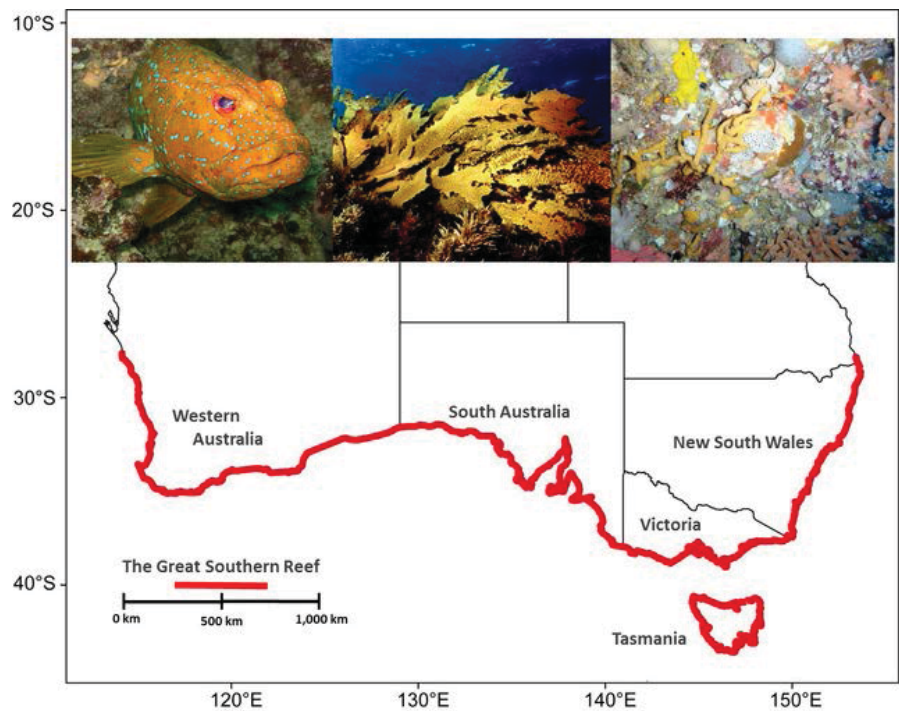 10°S
20°S
30°S
40°S
Western
Australia
South Australia
New South Wales
Victoria
Tasmania
The Great Southern Reef
0 km
500 km
1,000 km
120°E
130°E
140°E
150°E